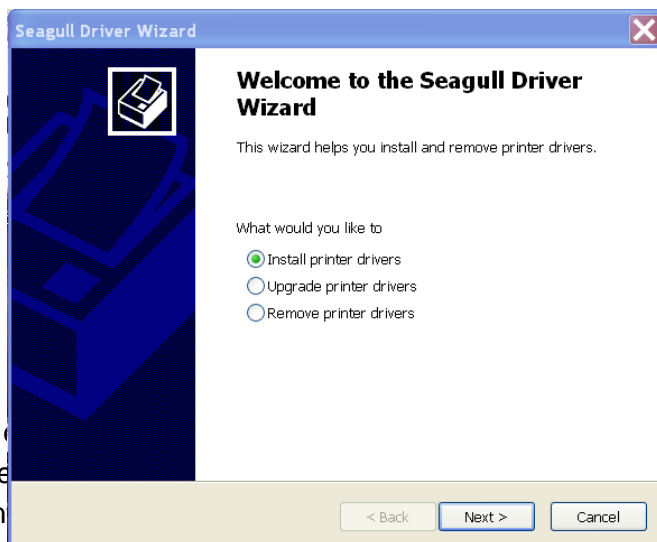 Seagull Driver Wizard
Welcome to the Seagull Driver
Wizard
This wizard helps you install and remove printer drivers.
What would you like to
Install printer drivers
Upgrade printer drivers
Remove printer drivers
< Back
Next >
Cancel